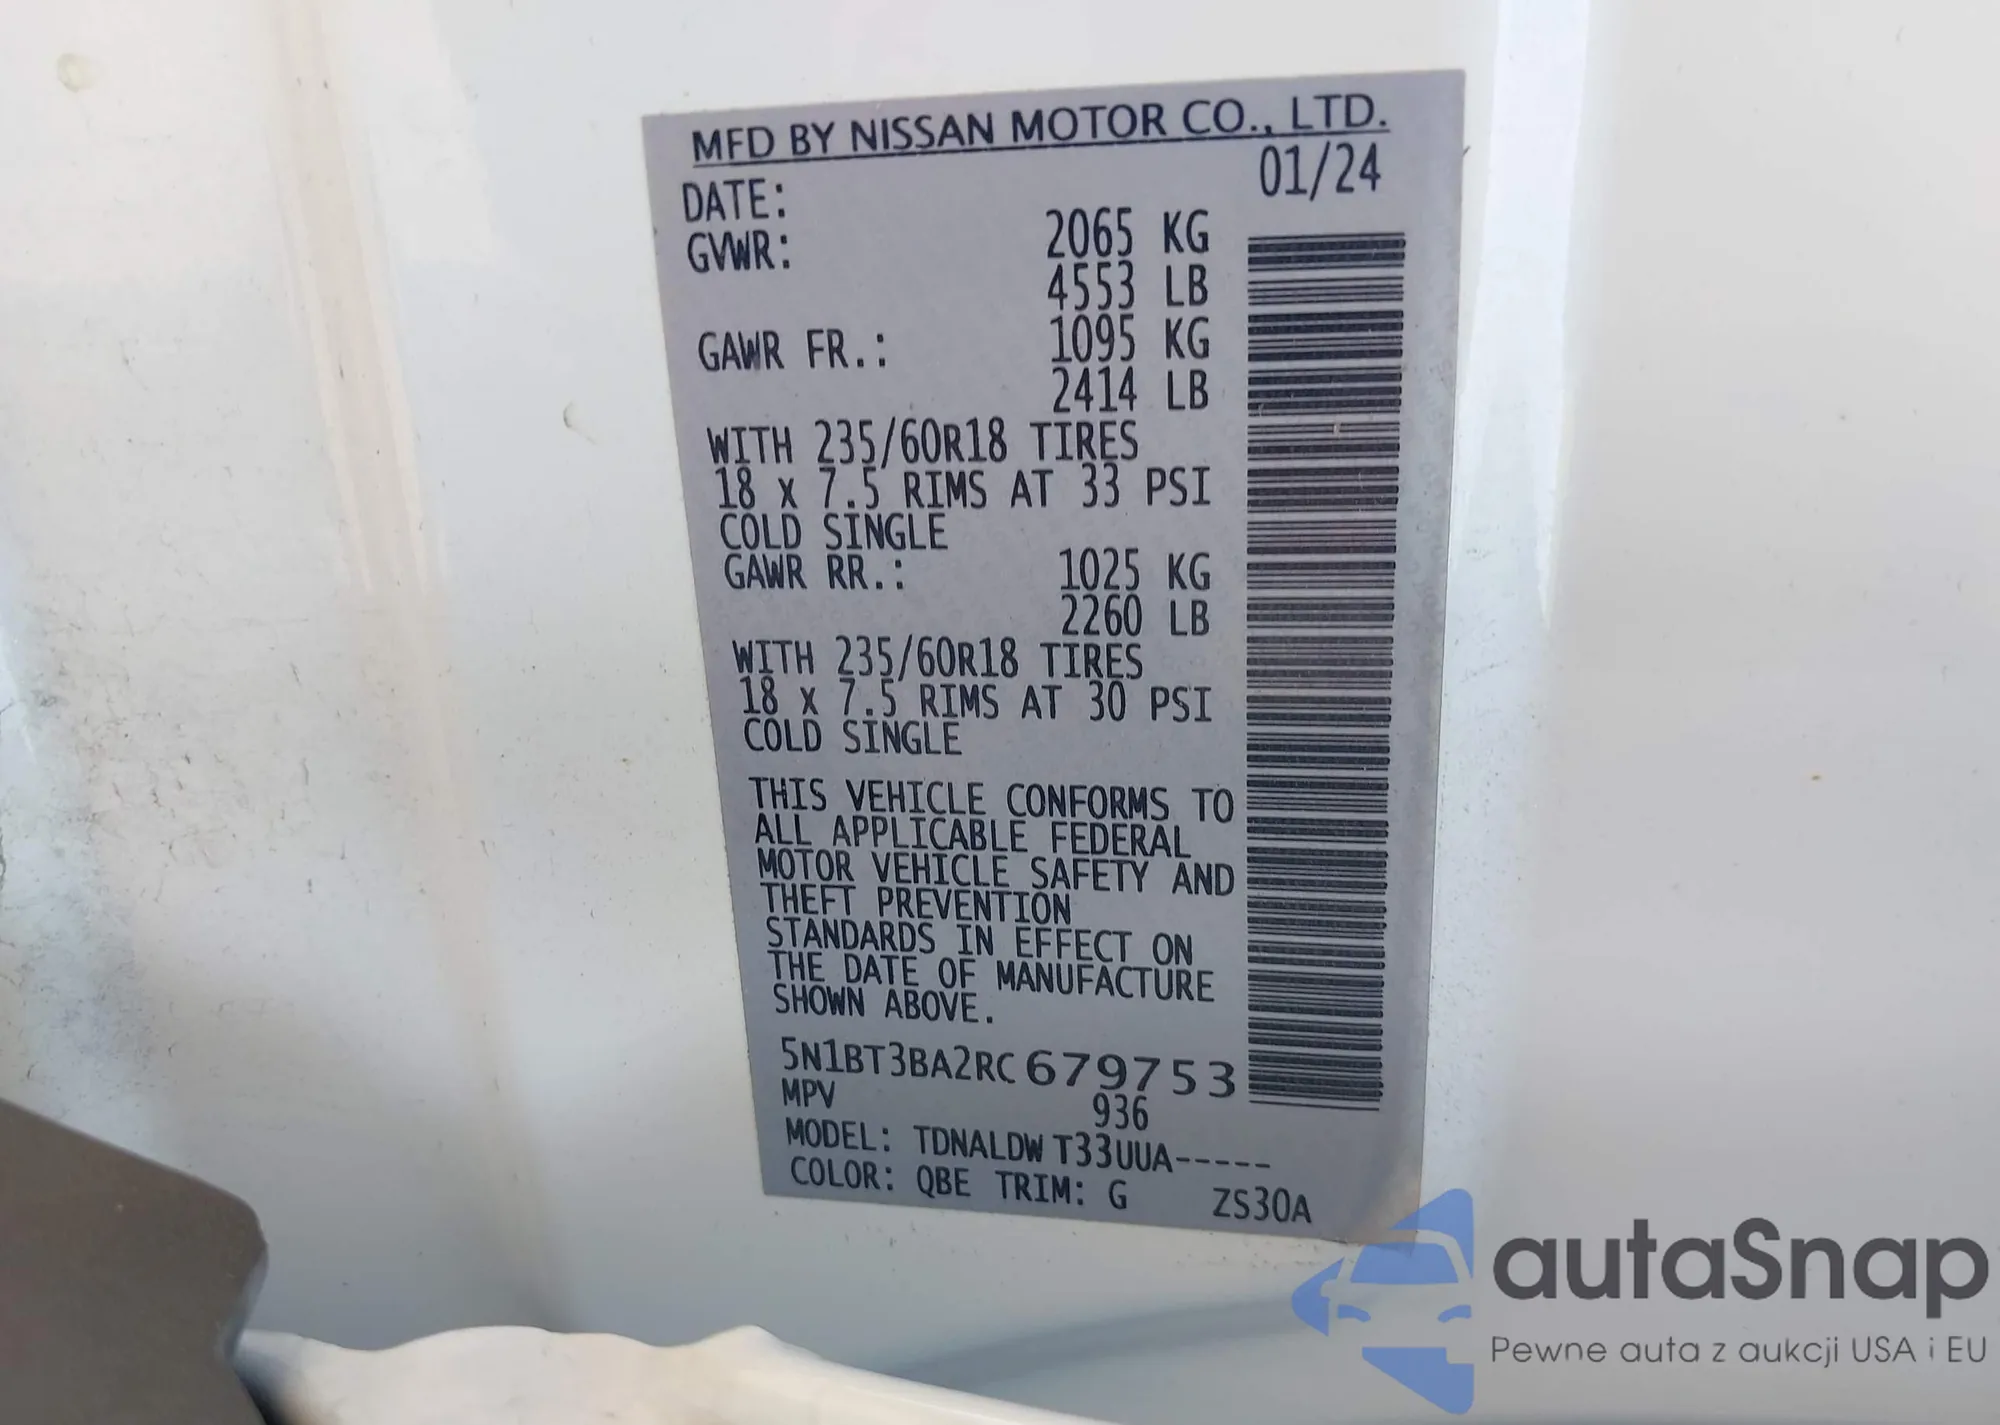 MFD BY NISSAN MOTOR CO., LTD.
DATE: 01/24
GVWR: 2065 KG
4553 LB
GAWR FR.: 1095 KG
2414 LB
WITH 235/60R18 TIRES
18 x 7.5 RIMS AT 33 PSI
COLD SINGLE
GAWR RR.: 1025 KG
2260 LB
WITH 235/60R18 TIRES
18 x 7.5 RIMS AT 30 PSI
COLD SINGLE
THIS VEHICLE CONFORMS TO
ALL APPLICABLE FEDERAL
MOTOR VEHICLE SAFETY AND
THEFT PREVENTION
STANDARDS IN EFFECT ON
THE DATE OF MANUFACTURE
SHOWN ABOVE.
5N1BT3BA2RC679753
MPV 936
MODEL: TDNALDW T33UUA-----
COLOR: QBE TRIM: G ZS30A
autaSnap
Pewne auta z aukcji USA i EU